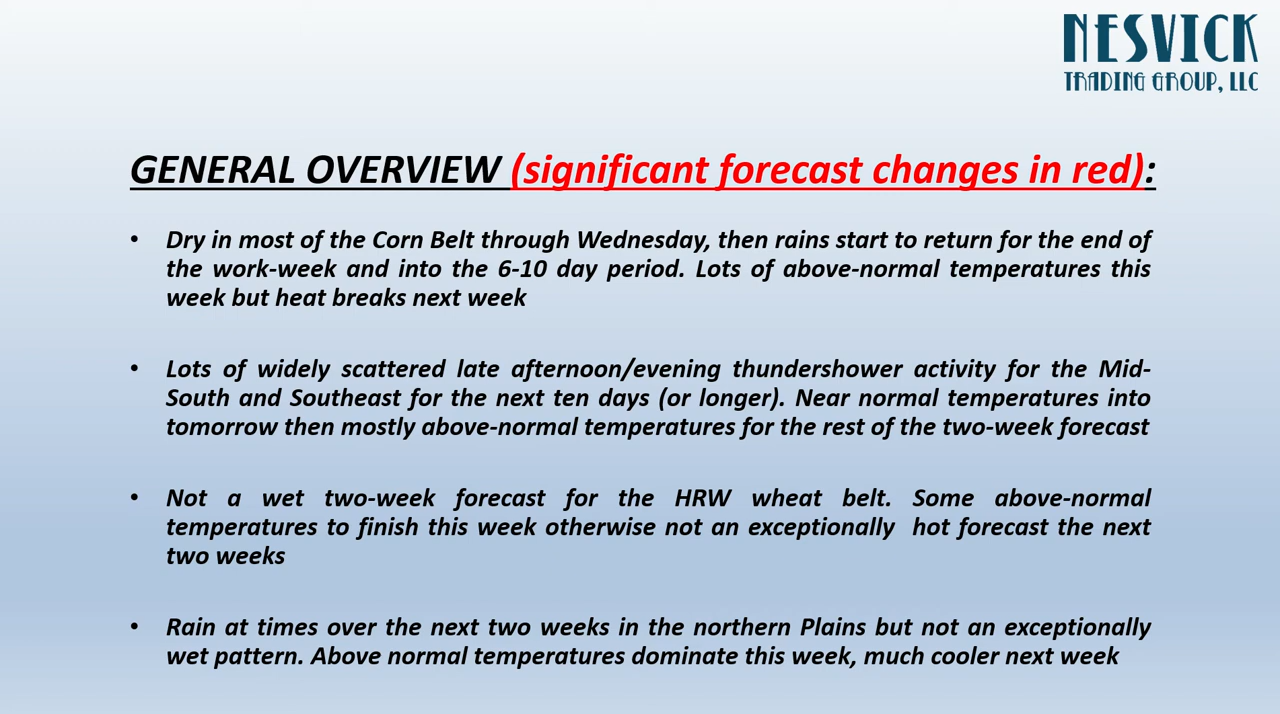 NESVICK
TRADING GROUP, LLC
GENERAL OVERVIEW (significant forecast changes in red):
• Dry in most of the Corn Belt through Wednesday, then rains start to return for the end of
the work-week and into the 6-10 day period. Lots of above-normal temperatures this
week but heat breaks next week
• Lots of widely scattered late afternoon/evening thundershower activity for the Mid-
South and Southeast for the next ten days (or longer). Near normal temperatures into
tomorrow then mostly above-normal temperatures for the rest of the two-week forecast
• Not a wet two-week forecast for the HRW wheat belt. Some above-normal
temperatures to finish this week otherwise not an exceptionally hot forecast the next
two weeks
• Rain at times over the next two weeks in the northern Plains but not an exceptionally
wet pattern. Above normal temperatures dominate this week, much cooler next week